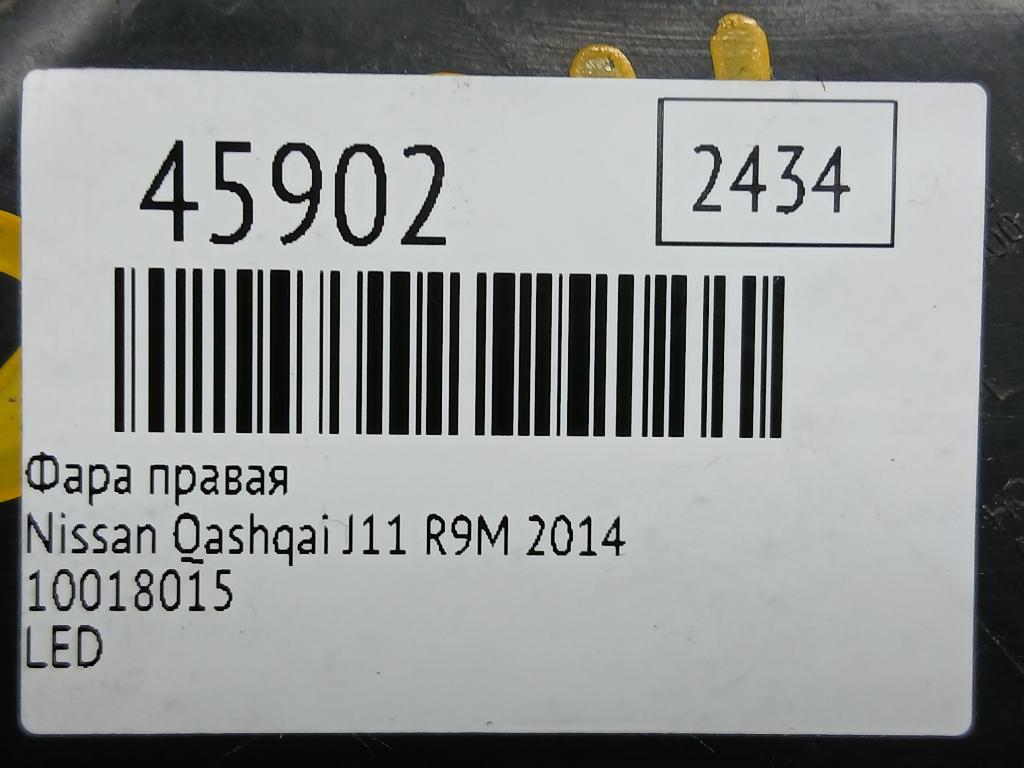 45902
2434
Фара правая
Nissan Qashqai J11 R9M 2014
10018015
LED